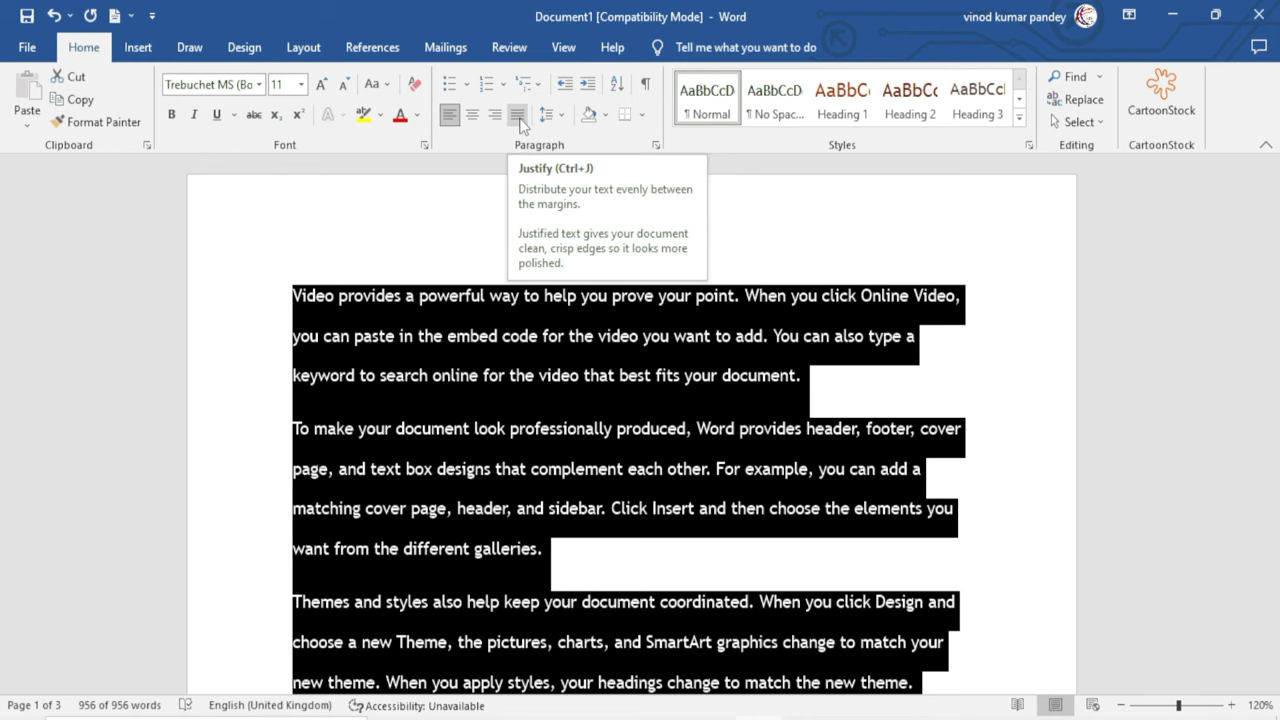 Document1 [Compatibility Mode] - Word
vinod kumar pandey
File Home Insert Draw Design Layout References Mailings Review View Help Tell me what you want to do
Paste
Cut
Copy
Format Painter
Clipboard
Trebuchet MS (Bo 11
Aa
B I U abc x₂ x² A A
Font
Paragraph
AaBbCcD
¶ Normal
AaBbCcD
¶ No Spac...
AaBbC
Heading 1
AaBbCc
Heading 2
AaBbCcI
Heading 3
Styles
Find
Replace
Select
Editing
CartoonStock
CartoonStock
Justify (Ctrl+J)
Distribute your text evenly between
the margins.
Justified text gives your document
clean, crisp edges so it looks more
polished.
Video provides a powerful way to help you prove your point. When you click Online Video,
you can paste in the embed code for the video you want to add. You can also type a
keyword to search online for the video that best fits your document.
To make your document look professionally produced, Word provides header, footer, cover
page, and text box designs that complement each other. For example, you can add a
matching cover page, header, and sidebar. Click Insert and then choose the elements you
want from the different galleries.
Themes and styles also help keep your document coordinated. When you click Design and
choose a new Theme, the pictures, charts, and SmartArt graphics change to match your
new theme. When you apply styles, your headings change to match the new theme.
Page 1 of 3 956 of 956 words English (United Kingdom) Accessibility: Unavailable 120%